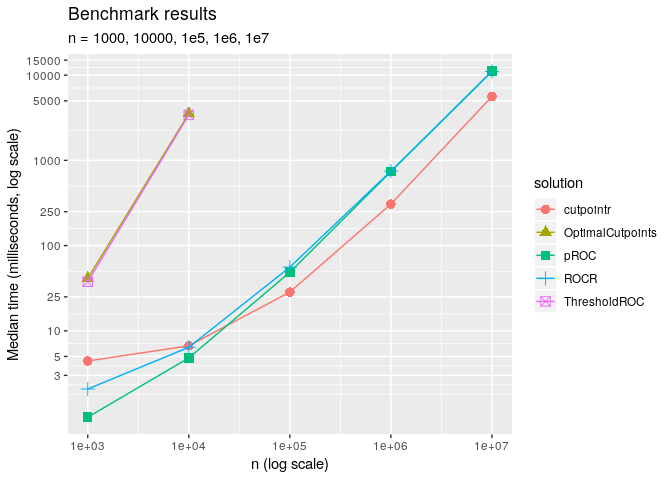 Benchmark results
n = 1000, 10000, 1e5, 1e6, 1e7
Median time (milliseconds, log scale)
15000
10000
5000
1000
250
100
25
10
5
3
1e+03 1e+04 1e+05 1e+06 1e+07
n (log scale)
solution
cutpointr
OptimalCutpoints
pROC
ROCR
ThresholdROC